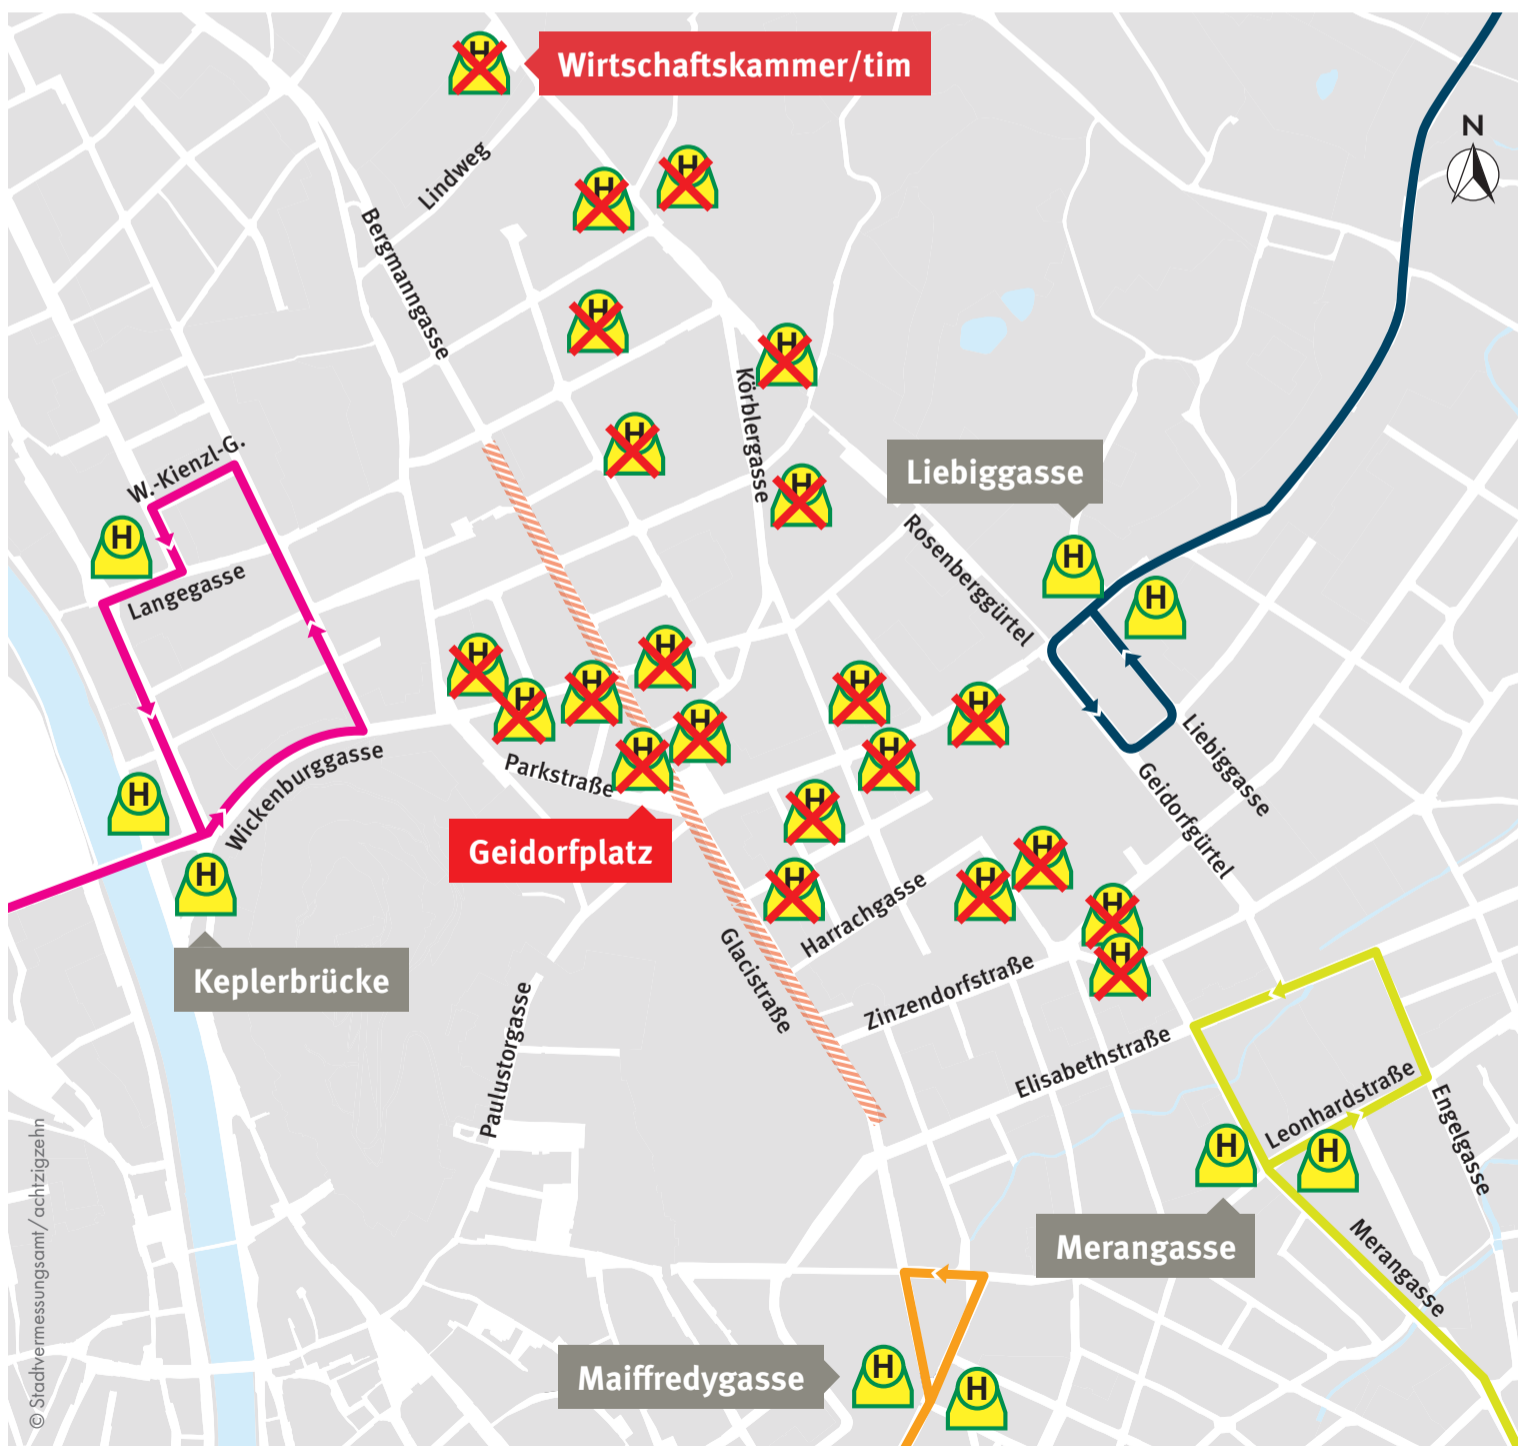 H
Wirtschaftskammer/tim
N
H
H
Lindweg
Bergmanngasse
H
H
Körblergasse
H
W.-Kienzl-G.
Liebiggasse
H
H
Rosenberggürtel
H
H
Langegasse
H
H
H
H
H
H
H
H
H
H
Liebiggasse
Wickenburggasse
Parkstraße
H
Geidorfgürtel
H
H
Geidorfplatz
H
H
H
H
Harrachgasse
H
Glacistraße
H
Keplerbrücke
Zinzendorfstraße
Paulustorgasse
Elisabethstraße
Leonhardstraße
Engelgasse
H
H
Merangasse
Merangasse
Maiffredygasse
H
H
© Stadtvermessungsamt/achtzigzehn